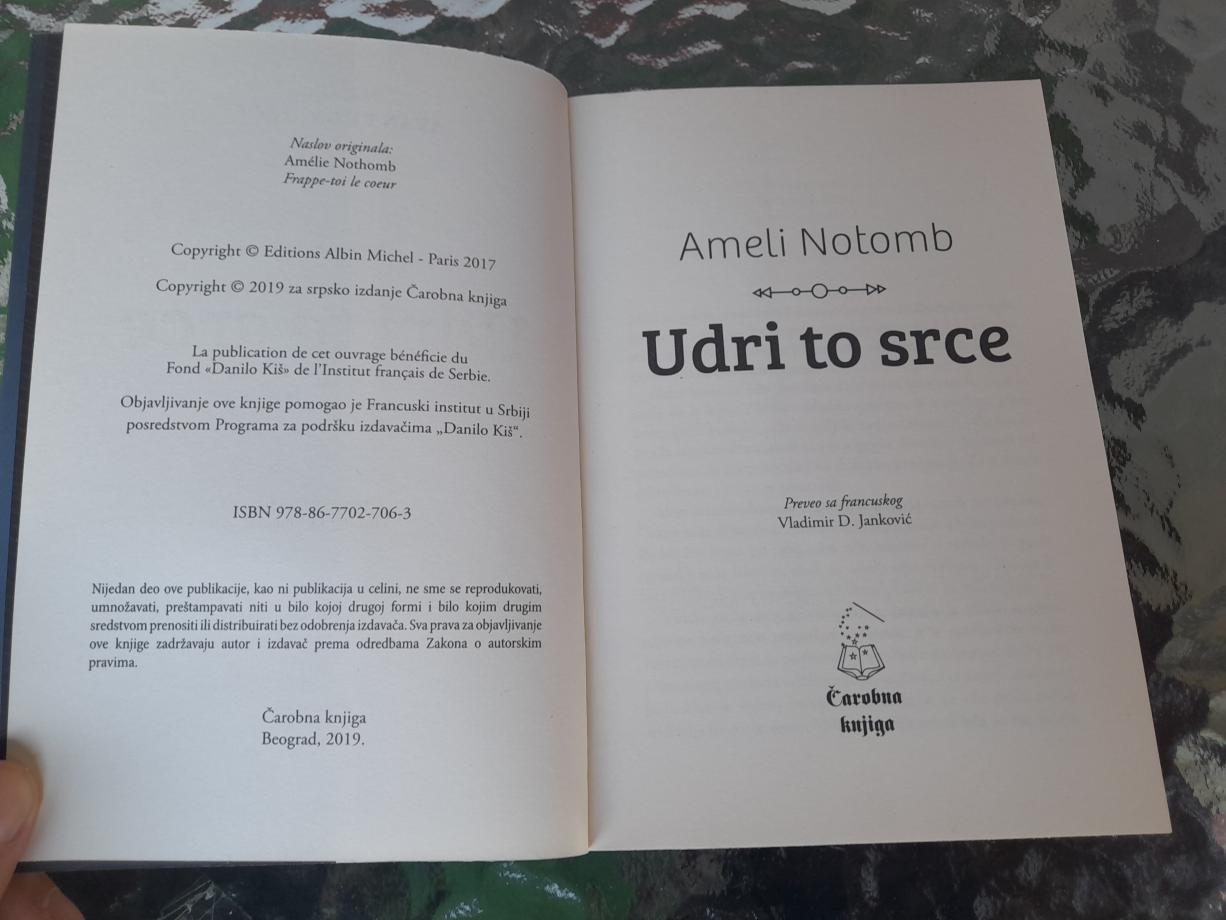 Naslov originala:
Amélie Nothomb
Frappe-toi le coeur
Copyright © Editions Albin Michel - Paris 2017
Copyright © 2019 za srpsko izdanje Čarobna knjiga
La publication de cet ouvrage bénéficie du
Fond «Danilo Kiš» de l’Institut français de Serbie.
Objavljivanje ove knjige pomogao je Francuski institut u Srbiji
posredstvom Programa za podršku izdavačima „Danilo Kiš“.
ISBN 978-86-7702-706-3
Nijedan deo ove publikacije, kao ni publikacija u celini, ne sme se reprodukovati,
umnožavati, preštampavati niti u bilo kojoj drugoj formi i bilo kojim drugim
sredstvom prenositi ili distribuirati bez odobrenja izdavača. Sva prava za objavljivanje
ove knjige zadržavaju autor i izdavač prema odredbama Zakona o autorskim
pravima.
Čarobna knjiga
Beograd, 2019.
Ameli Notomb
Udri to srce
Preveo sa francuskog
Vladimir D. Janković
Čarobna
knjiga